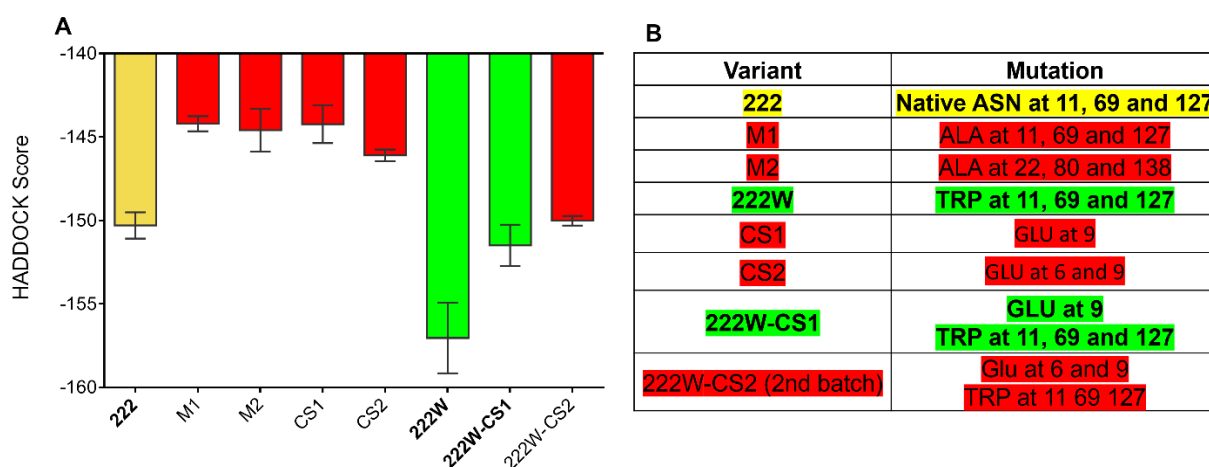 A
HADDOCK Score
-140
-145
-150
-155
-160
222
M1
M2
CS1
CS2
222W
222W-CS1
222W- CS2
B
Variant Mutation
222 Native ASN at 11, 69 and 127
M1 ALA at 11, 69 and 127
M2 ALA at 22, 80 and 138
222W TRP at 11, 69 and 127
CS1 GLU at 9
CS2 GLU at 6 and 9
222W-CS1 GLU at 9
TRP at 11, 69 and 127
222W-CS2 (2nd batch) Glu at 6 and 9
TRP at 11 69 127